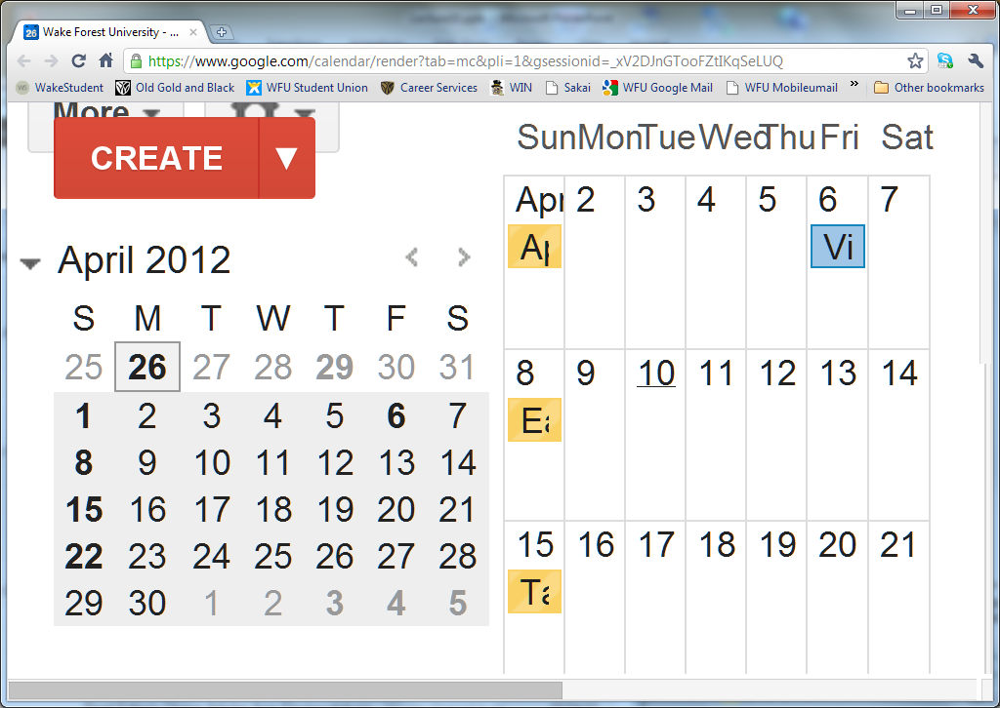 26 Wake Forest University - ...
https://www.google.com/calendar/render?tab=mc&pli=1&gsessionid=_xV2DJnGTooFZtIKqSeLUQ
WakeStudent Old Gold and Black WFU Student Union Career Services WIN Sakai WFU Google Mail WFU Mobileumail » Other bookmarks
More
CREATE
April 2012
S M T W T F S
25 26 27 28 29 30 31
1 2 3 4 5 6 7
8 9 10 11 12 13 14
15 16 17 18 19 20 21
22 23 24 25 26 27 28
29 30 1 2 3 4 5
Sun Mon Tue Wed Thu Fri Sat
Apr 2 3 4 5 6 7
Ap Vi
8 9 10 11 12 13 14
Ea
15 16 17 18 19 20 21
Ta